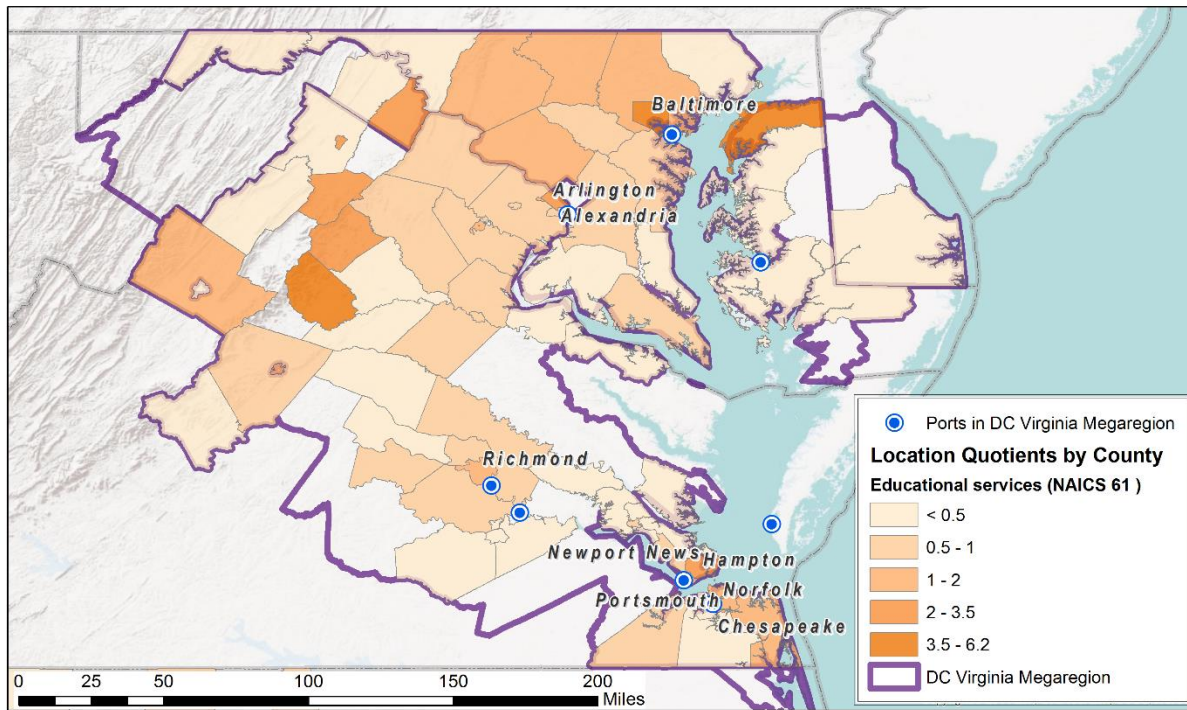 Baltimore
Arlington
Alexandria
Richmond
Newport News
Hampton
Portsmouth
Norfolk
Chesapeake
Ports in DC Virginia Megaregion
Location Quotients by County
Educational services (NAICS 61 )
< 0.5
0.5 - 1
1 - 2
2 - 3.5
3.5 - 6.2
DC Virginia Megaregion
0 25 50 100 150 200
Miles